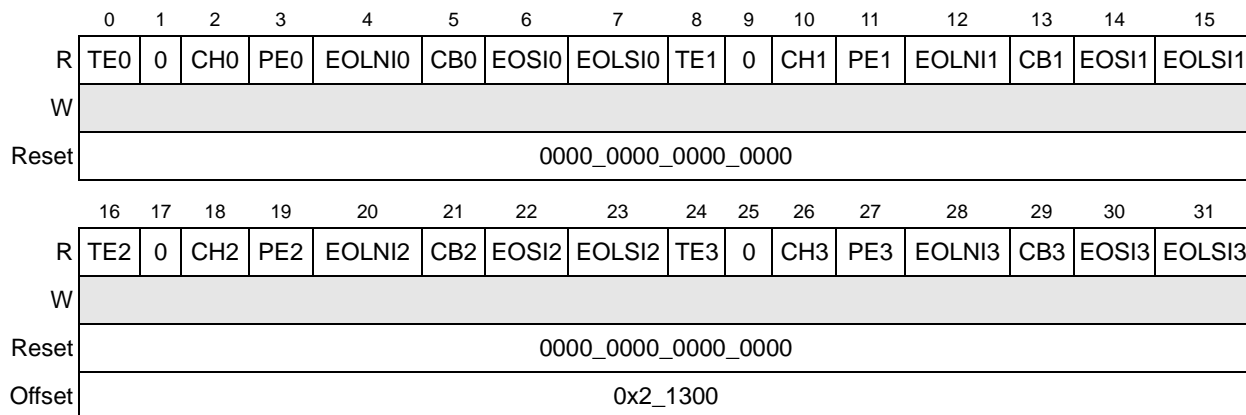 0 1 2 3 4 5 6 7 8 9 10 11 12 13 14 15
R TE0 0 CH0 PE0 EOLNI0 CB0 EOSI0 EOLSI0 TE1 0 CH1 PE1 EOLNI1 CB1 EOSI1 EOLSI1
W
Reset 0000_0000_0000_0000
16 17 18 19 20 21 22 23 24 25 26 27 28 29 30 31
R TE2 0 CH2 PE2 EOLNI2 CB2 EOSI2 EOLSI2 TE3 0 CH3 PE3 EOLNI3 CB3 EOSI3 EOLSI3
W
Reset 0000_0000_0000_0000
Offset 0x2_1300